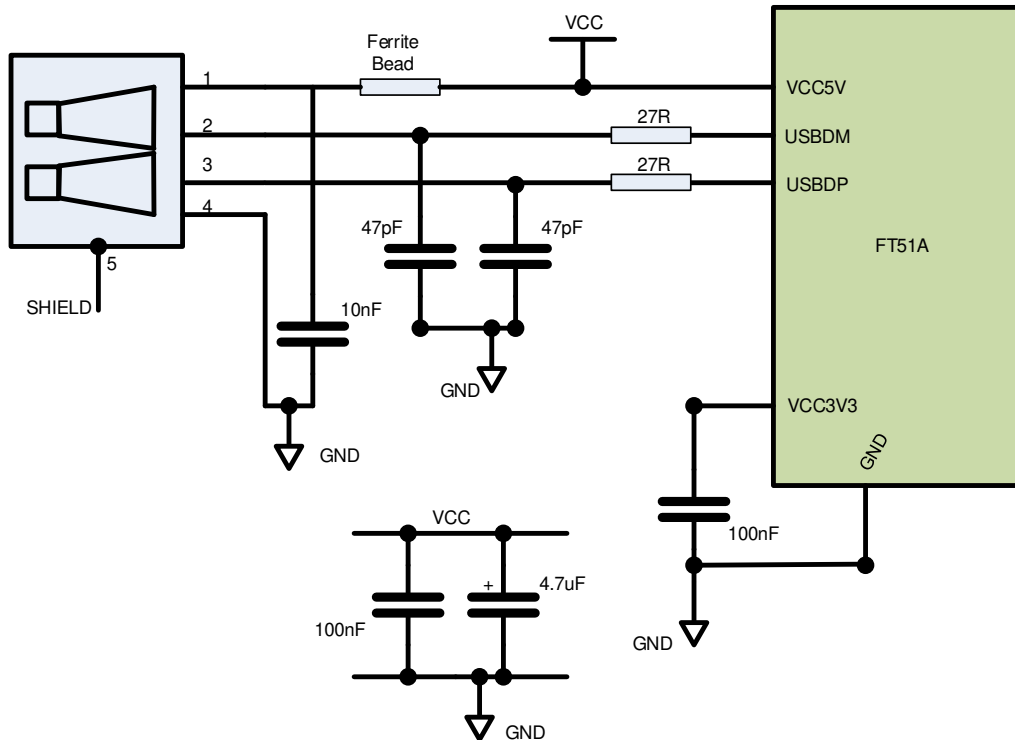 VCC
Ferrite
Bead
1
VCC5V
27R
2
USBDM
27R
3
USBDP
4
47pF
47pF
FT51A
5
SHIELD
10nF
GND
VCC3V3
GND
GND
VCC
100nF
4.7uF
+
100nF
GND
GND